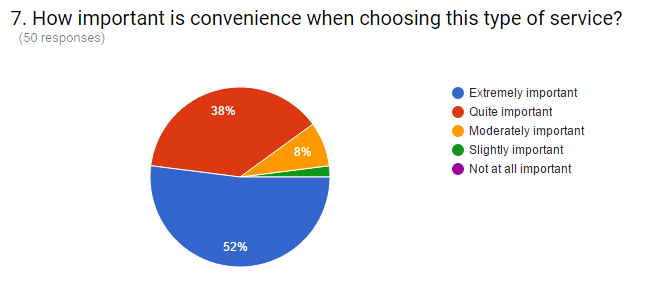 7. How important is convenience when choosing this type of service?
(50 responses)
38%
8%
52%
Extremely important
Quite important
Moderately important
Slightly important
Not at all important